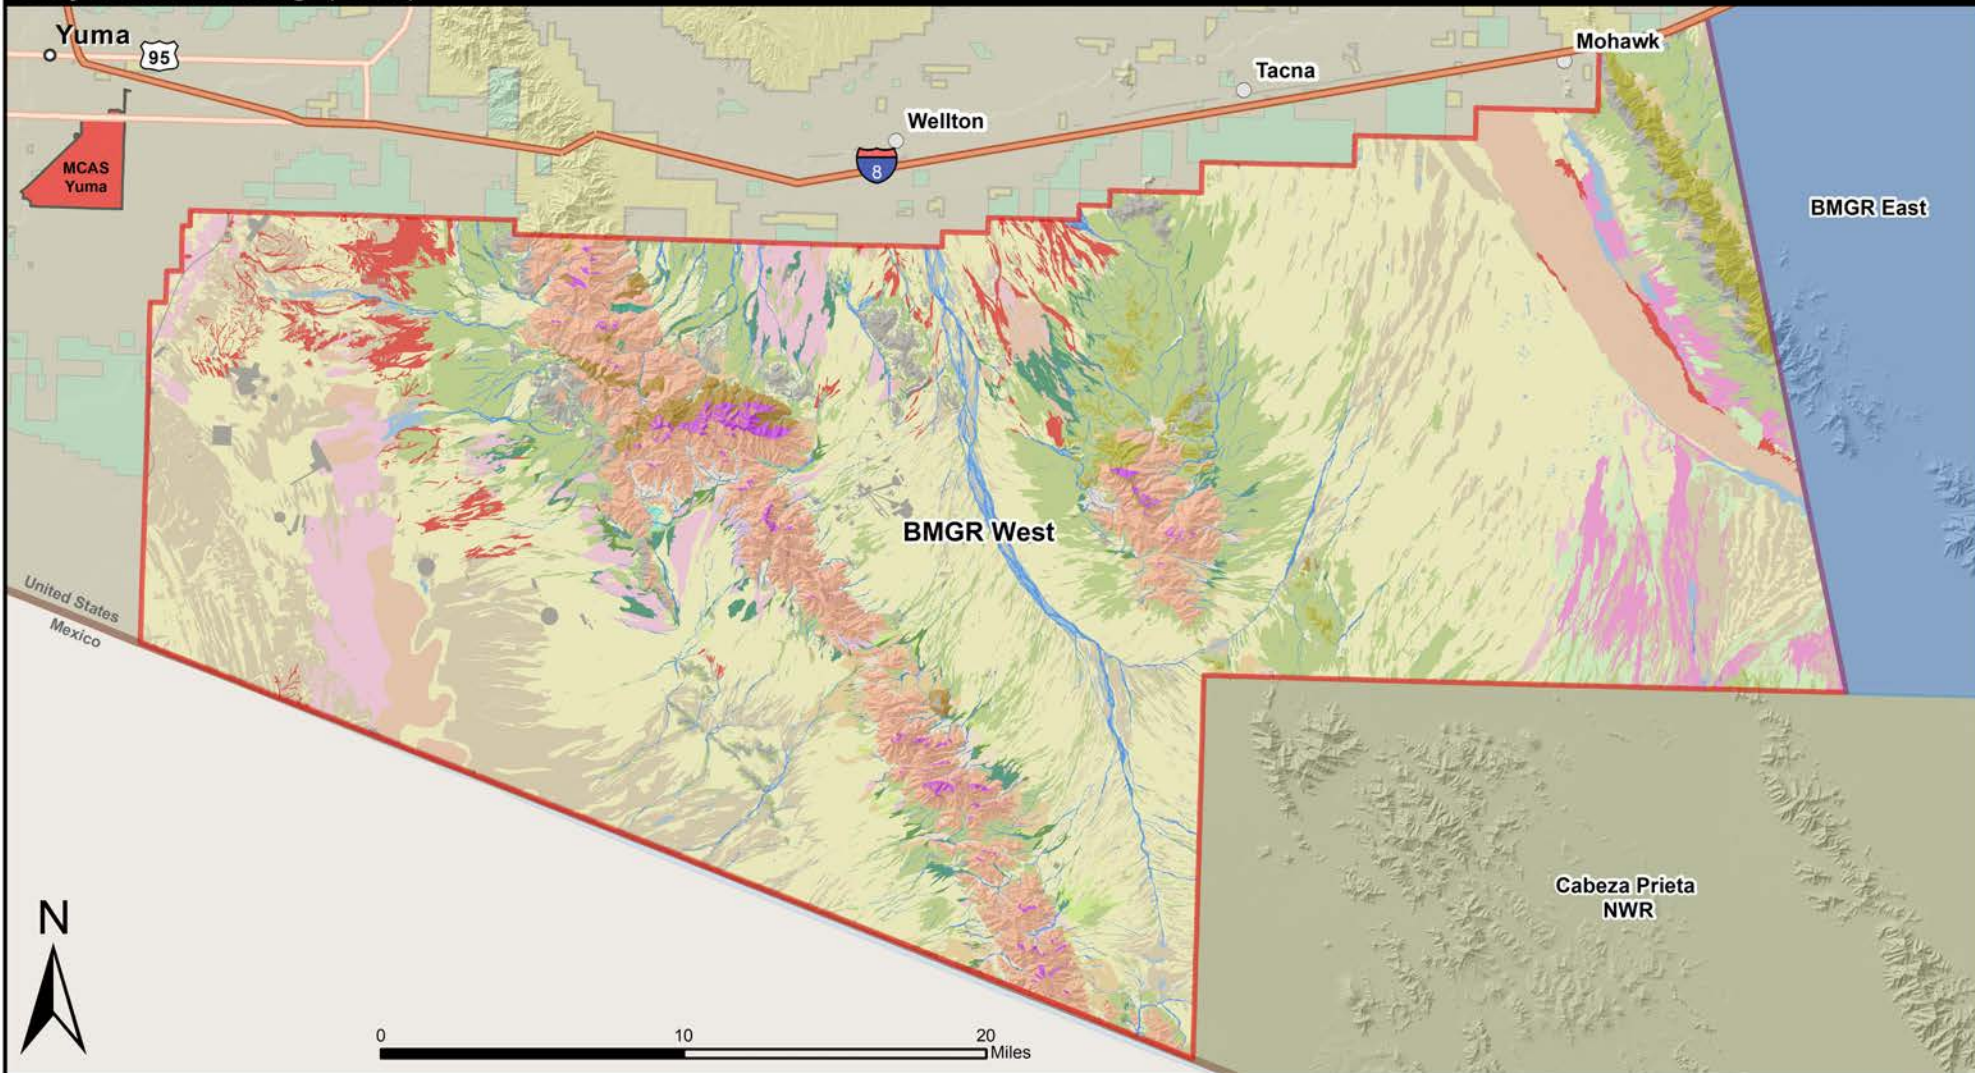 Yuma
95
Mohawk
Tacna
Wellton
8
MCAS
Yuma
BMGR East
BMGR West
United States
Mexico
Cabeza Prieta
NWR
N
0 10 20
Miles